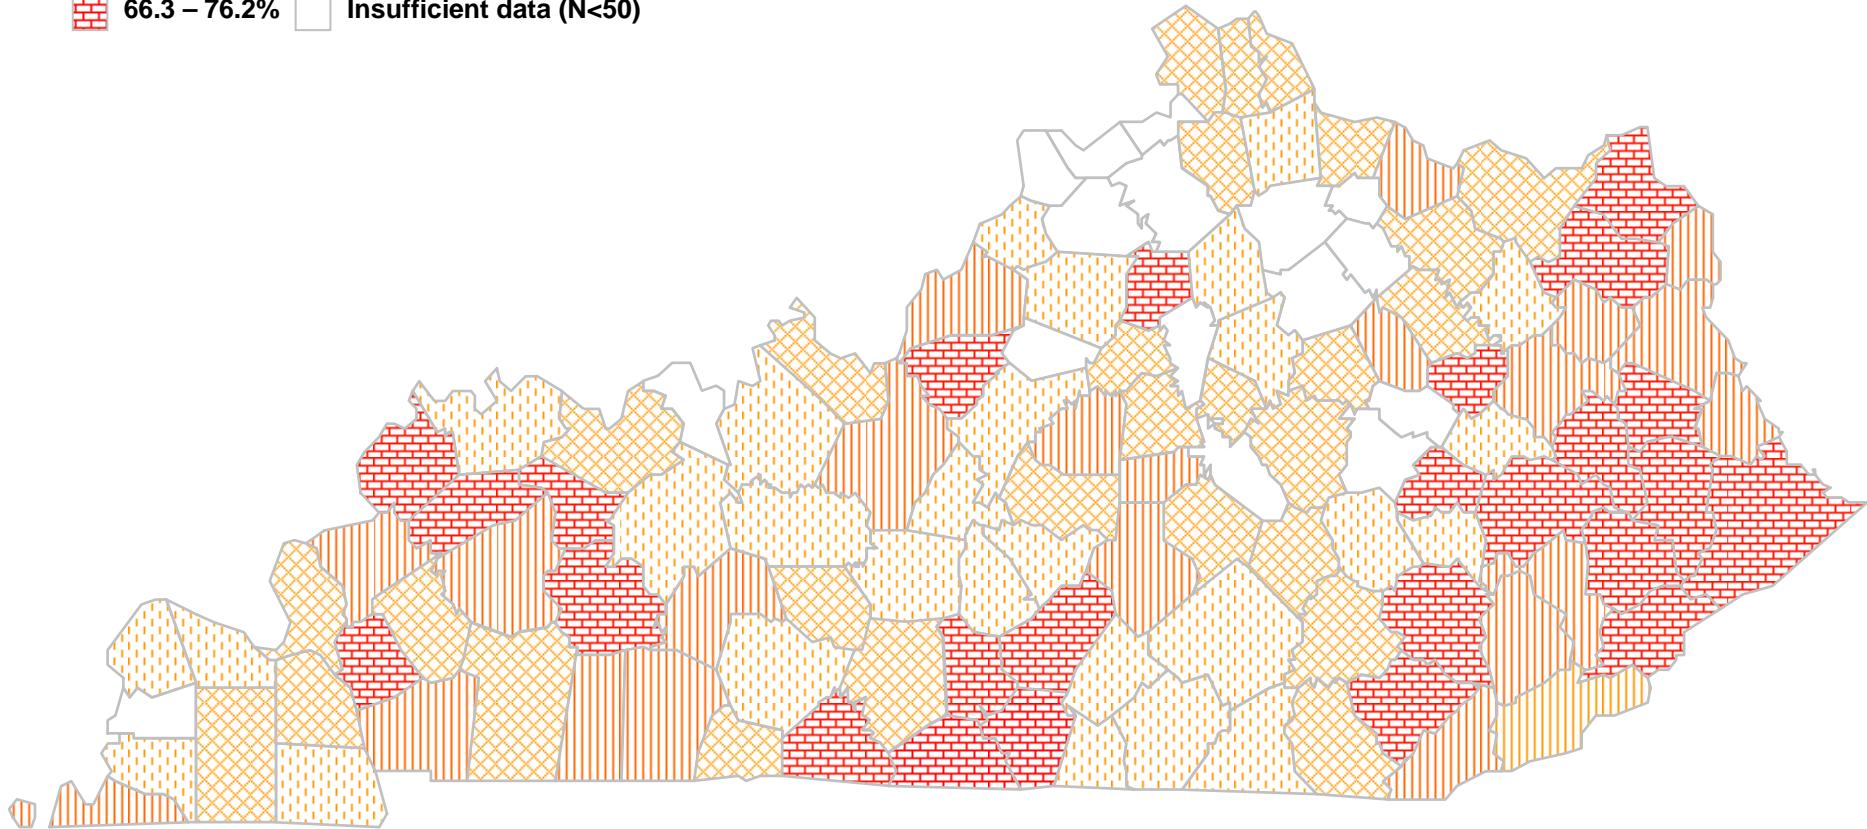 66.3 – 76.2% Insufficient data (N<50)